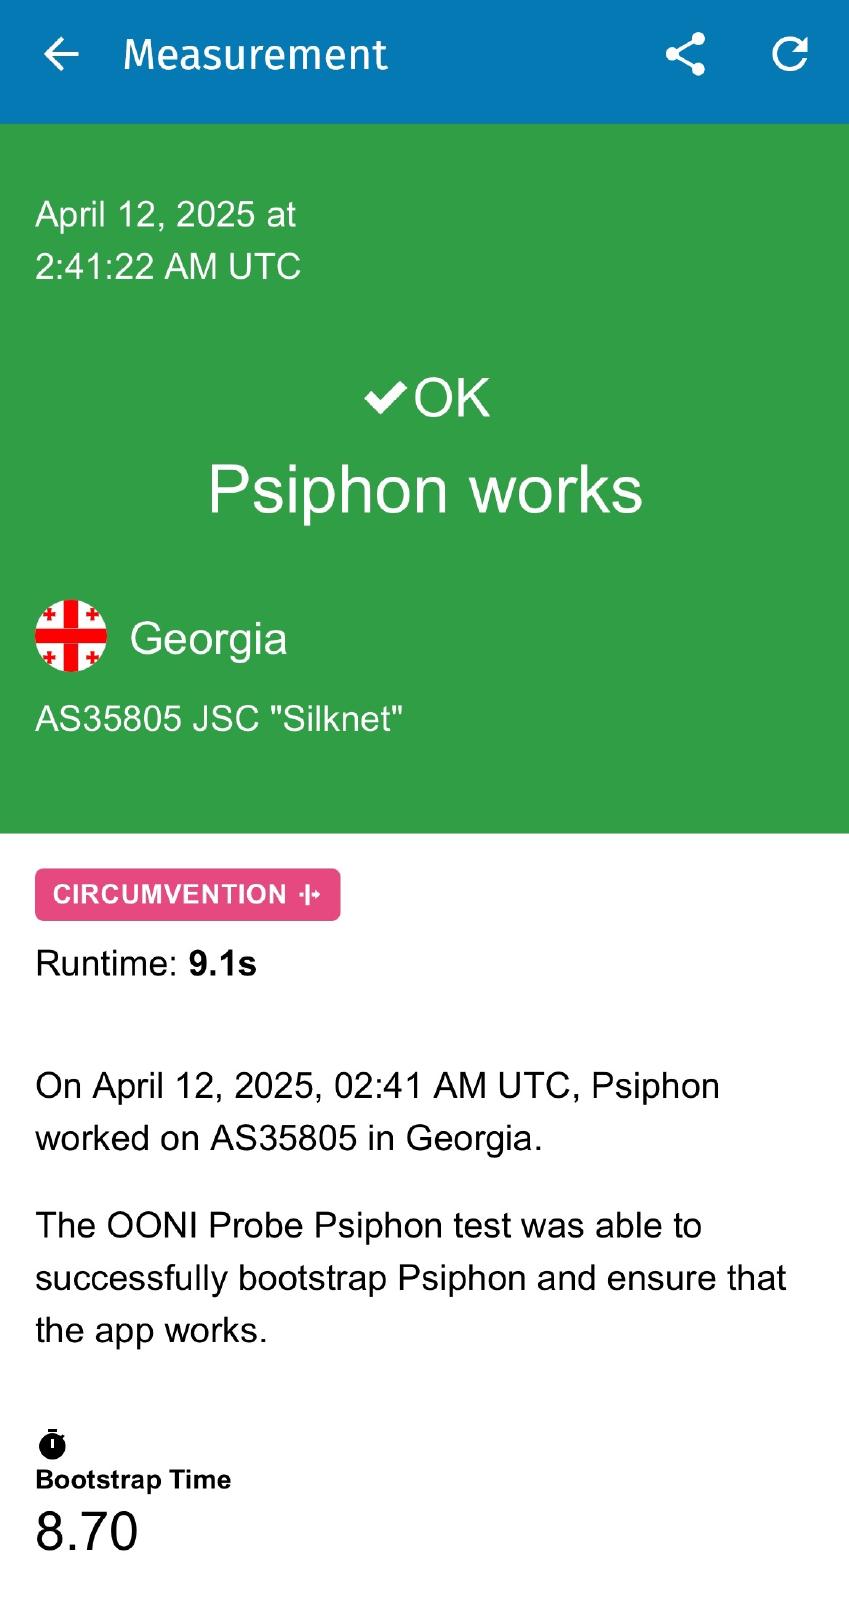 Measurement
April 12, 2025 at
2:41:22 AM UTC
✔OK
Psiphon works
Georgia
AS35805 JSC "Silknet"
CIRCUMVENTION
Runtime: 9.1s
On April 12, 2025, 02:41 AM UTC, Psiphon
worked on AS35805 in Georgia.
The OONI Probe Psiphon test was able to
successfully bootstrap Psiphon and ensure that
the app works.
Bootstrap Time
8.70